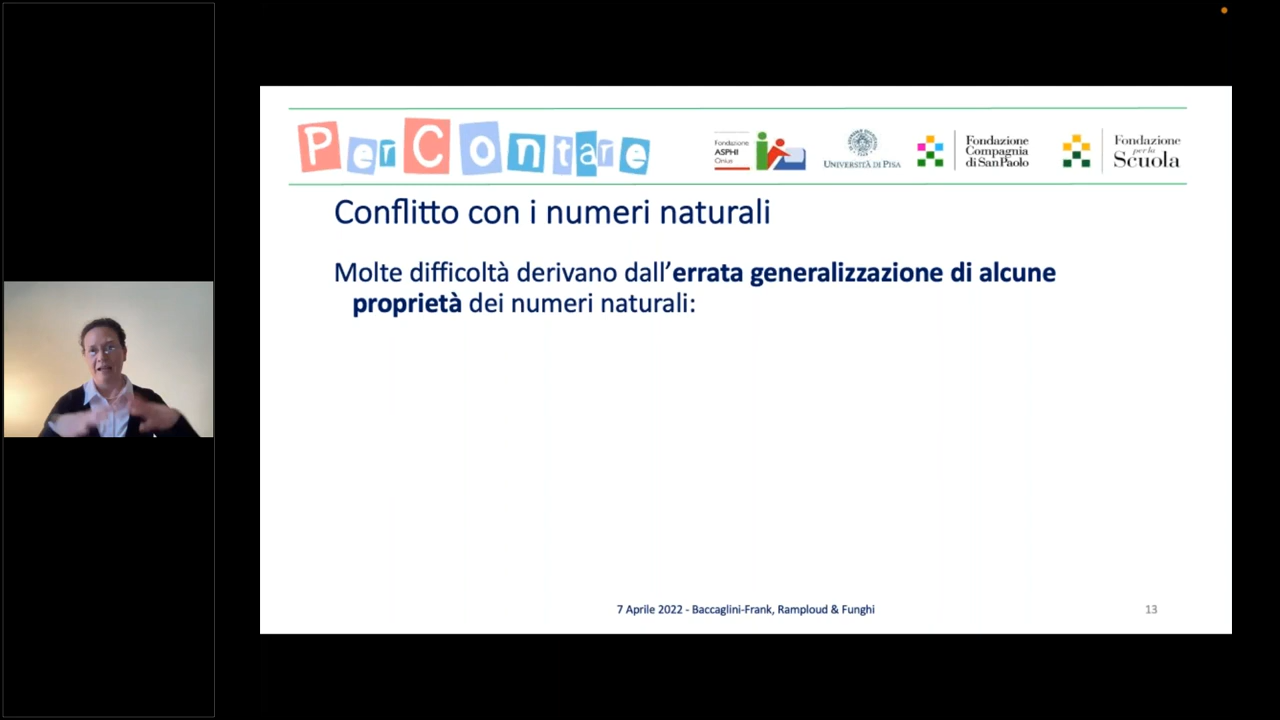 PerContare
Fondazione
ASPHI
Onlus
UNIVERSITÀ DI PISA
Fondazione
Compagnia
di San Paolo
Fondazione
per la
Scuola
Conflitto con i numeri naturali
Molte difficoltà derivano dall'errata generalizzazione di alcune
proprietà dei numeri naturali:
7 Aprile 2022 - Baccaglini-Frank, Ramploud & Funghi
13